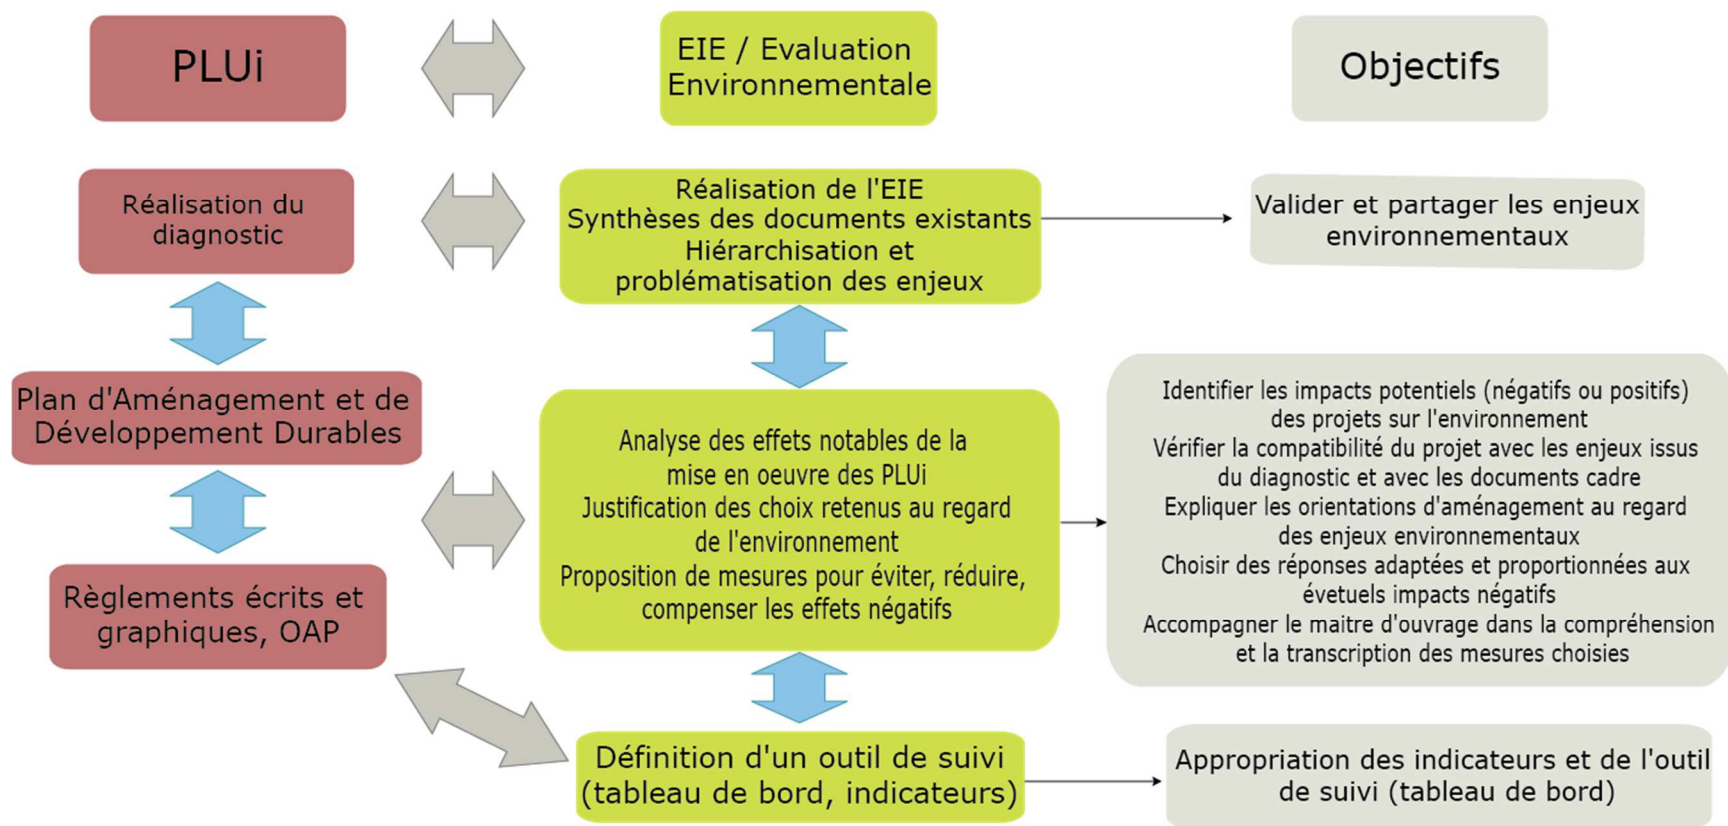 PLUi
EIE / Evaluation
Environnementale
Objectifs
Réalisation du
diagnostic
Réalisation de l'EIE
Synthèses des documents existants
Hiérarchisation et
problématisation des enjeux
Valider et partager les enjeux
environnementaux
Plan d'Aménagement et de
Développement Durables
Analyse des effets notables de la
mise en oeuvre des PLUi
Justification des choix retenus au regard
de l'environnement
Proposition de mesures pour éviter, réduire,
compenser les effets négatifs
Identifier les impacts potentiels (négatifs ou positifs)
des projets sur l'environnement
Vérifier la compatibilité du projet avec les enjeux issus
du diagnostic et avec les documents cadre
Expliquer les orientations d'aménagement au regard
des enjeux environnementaux
Choisir des réponses adaptées et proportionnées aux
évetuels impacts négatifs
Accompagner le maitre d'ouvrage dans la compréhension
et la transcription des mesures choisies
Règlements écrits et
graphiques, OAP
Définition d'un outil de suivi
(tableau de bord, indicateurs)
Appropriation des indicateurs et de l'outil
de suivi (tableau de bord)